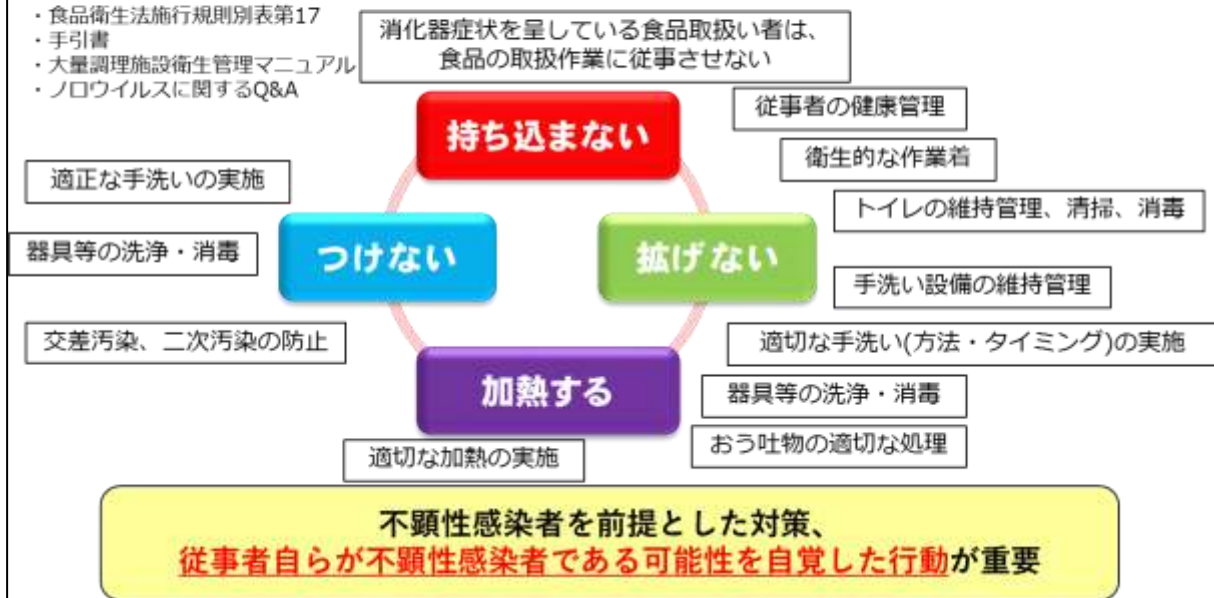 ・食品衛生法施行規則別表第17
・手引書
・大量調理施設衛生管理マニュアル
・ノロウイルスに関するQ&A
消化器症状を呈している食品取扱い者は、
食品の取扱作業に従事させない
持ち込まない
従事者の健康管理
衛生的な作業着
適正な手洗いの実施
トイレの維持管理、清掃、消毒
つけない
拡げない
器具等の洗浄・消毒
手洗い設備の維持管理
交差汚染、二次汚染の防止
適切な手洗い(方法・タイミング)の実施
加熱する
器具等の洗浄・消毒
おう吐物の適切な処理
適切な加熱の実施
不顕性感染者を前提とした対策、
従事者自らが不顕性感染者である可能性を自覚した行動が重要